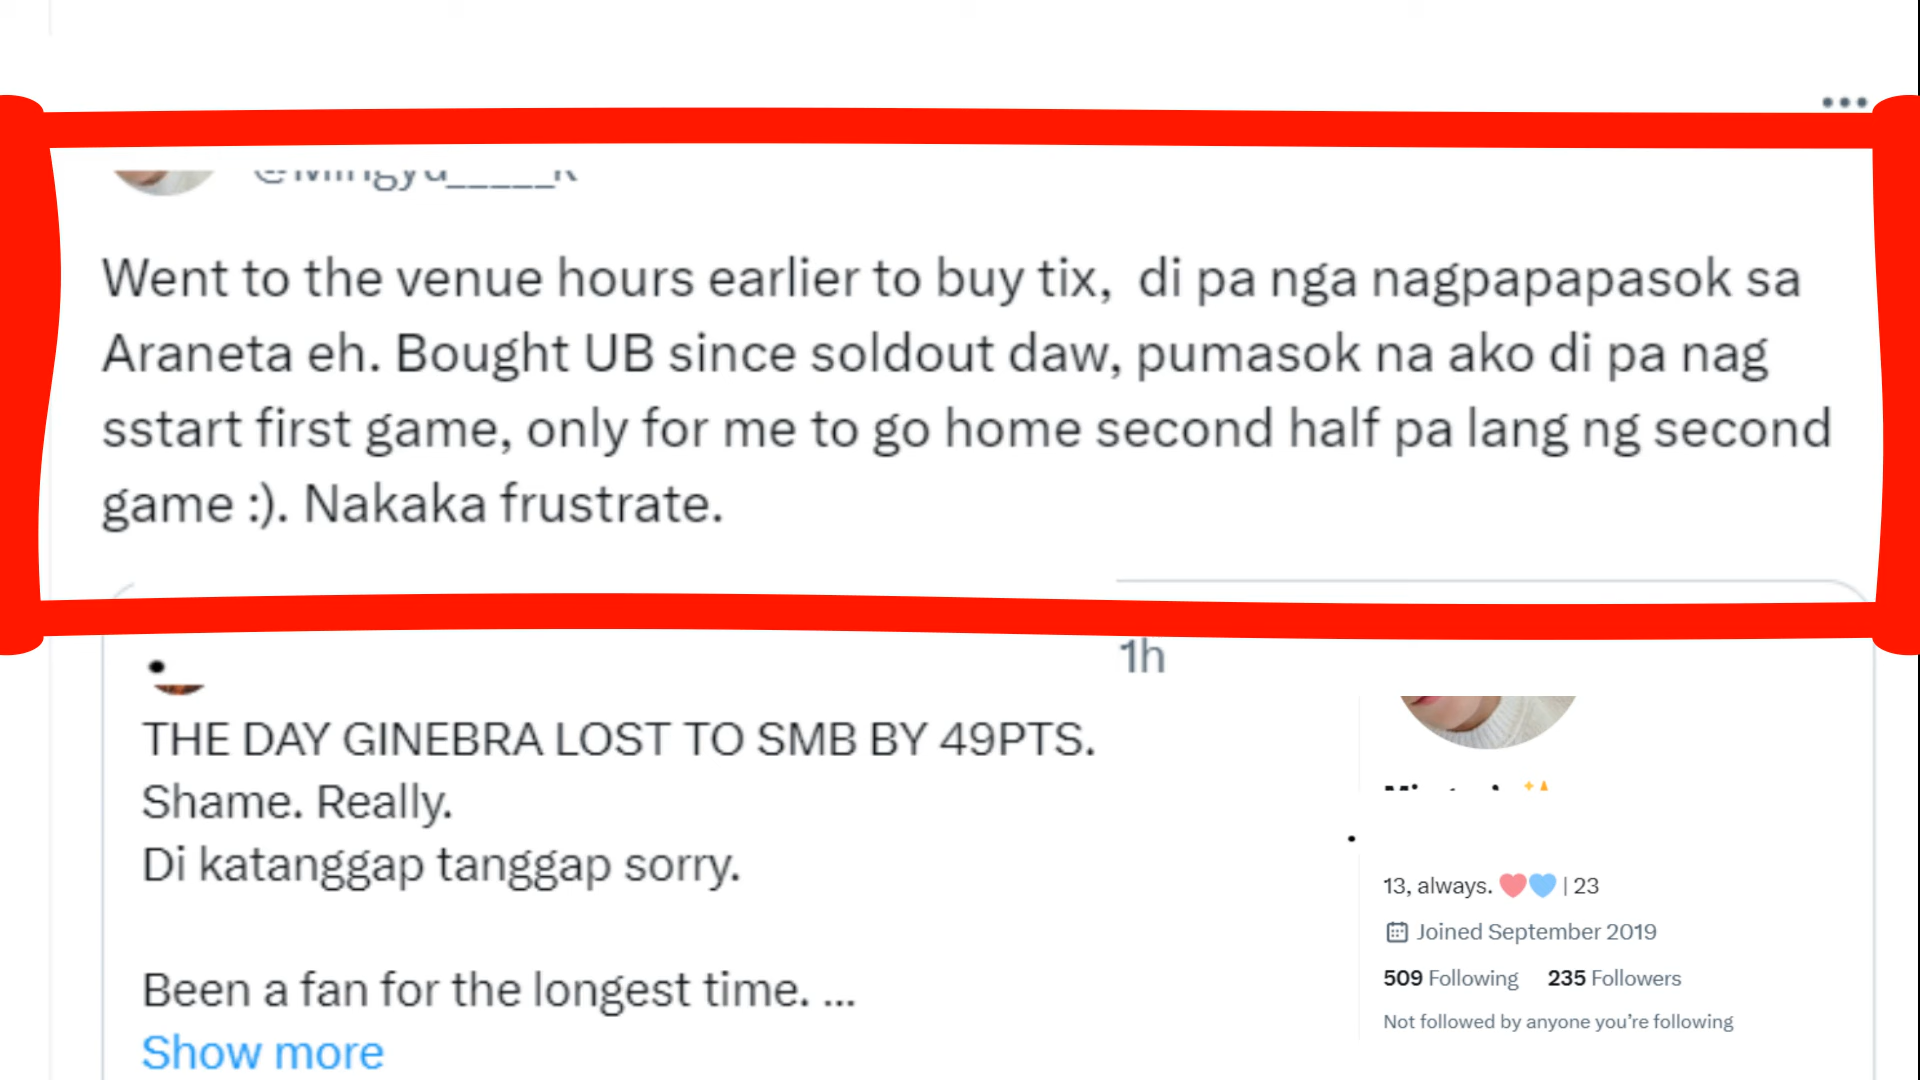 Went to the venue hours earlier to buy tix, di pa nga nagpapapasok sa
Araneta eh. Bought UB since soldout daw, pumasok na ako di pa nag
sstart first game, only for me to go home second half pa lang ng second
game :). Nakaka frustrate.
1h
THE DAY GINEBRA LOST TO SMB BY 49PTS.
Shame. Really.
Di katanggap tanggap sorry.
Been a fan for the longest time. ...
Show more
13, always. 🩷🩵 | 23
Joined September 2019
509 Following 235 Followers
Not followed by anyone you're following